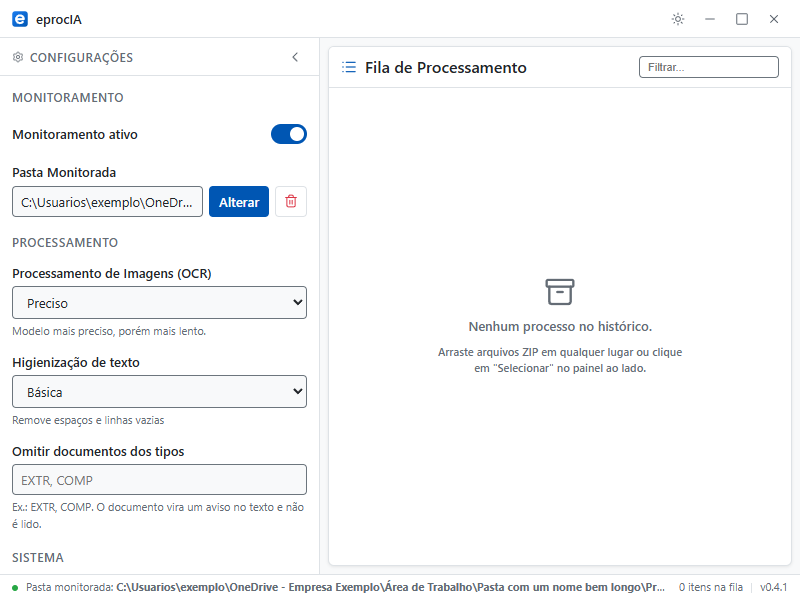 eprocIA
CONFIGURAÇÕES
MONITORAMENTO
Monitoramento ativo
Pasta Monitorada
C:\Usuarios\exemplo\OneDr...
Alterar
PROCESSAMENTO
Processamento de Imagens (OCR)
Preciso
Modelo mais preciso, porém mais lento.
Higienização de texto
Básica
Remove espaços e linhas vazias
Omitir documentos dos tipos
EXTR, COMP
Ex.: EXTR, COMP. O documento vira um aviso no texto e não
é lido.
SISTEMA
Fila de Processamento
Filtrar...
Nenhum processo no histórico.
Arraste arquivos ZIP em qualquer lugar ou clique
em “Selecionar” no painel ao lado.
Pasta monitorada: C:\Usuarios\exemplo\OneDrive - Empresa Exemplo\Área de Trabalho\Pasta com um nome bem longo\Pr...
0 itens na fila
v0.4.1